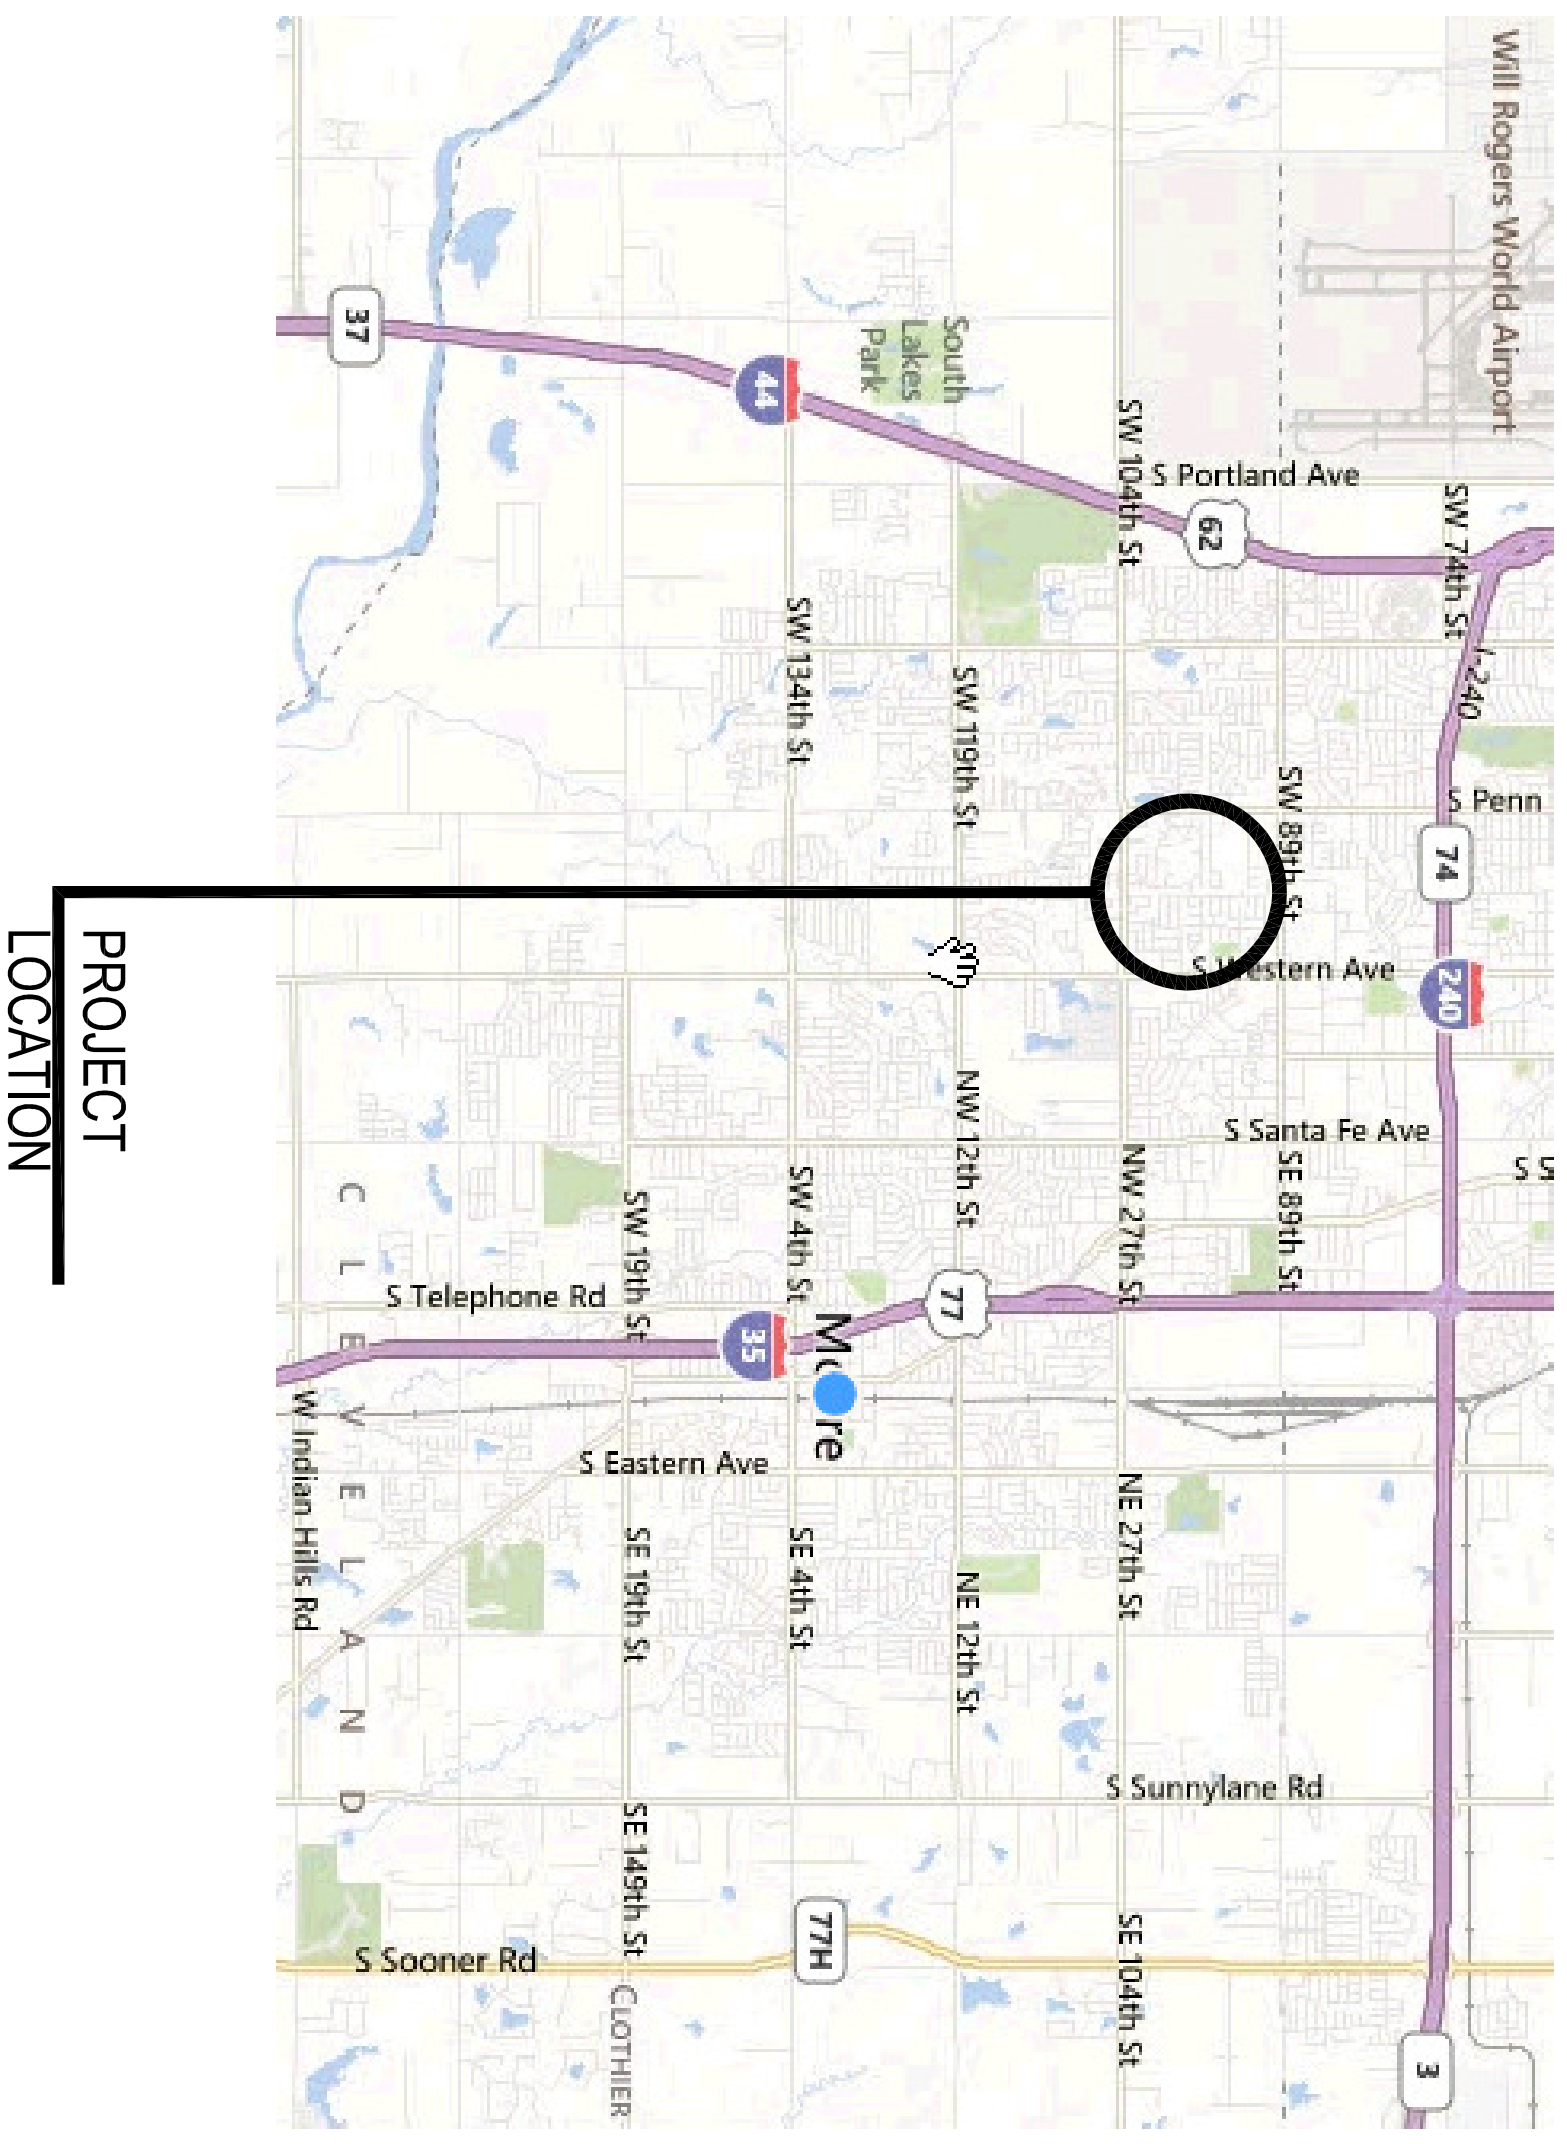 Will Rogers World Airport
37
44
South
Lakes
Park
SW 104th St
S Portland Ave
62
SW 74th St
I-240
SW 134th St
SW 119th St
SW 89th St
S Penn
74
PROJECT
LOCATION
S Western Ave
240
NW 12th St
S Santa Fe Ave
SW 4th St
NW 27th St
SE 89th St
SW 19th St
S Telephone Rd
77
35
CLEVELAND
W Indian Hills Rd
S Eastern Ave
SE 19th St
SE 4th St
NE 12th St
NE 27th St
S Sunnylane Rd
SE 149th St
77H
SE 104th St
S Sooner Rd
CLOTHIER
3